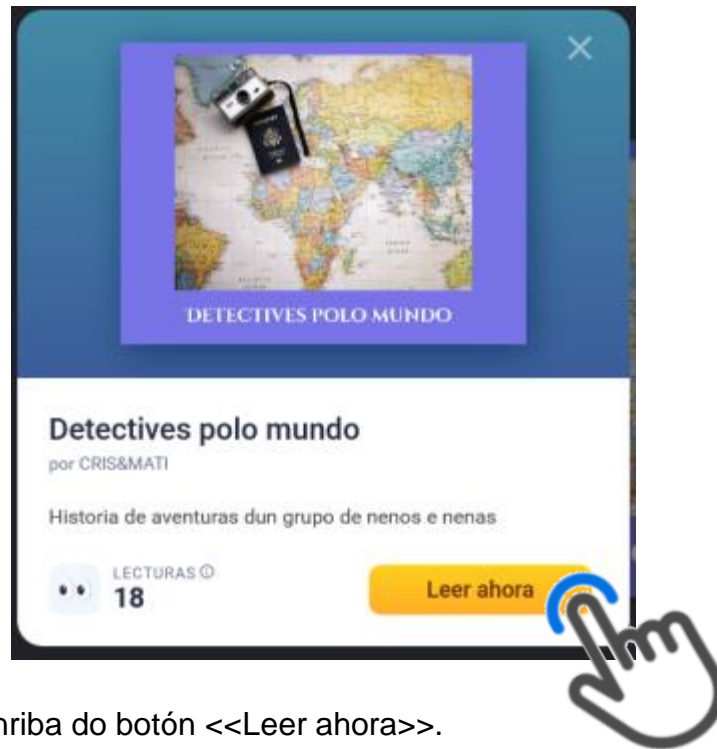 DETECTIVES POLO MUNDO
Detectives polo mundo
por CRIS&MATI
Historia de aventuras dun grupo de nenos e nenas
LECTURAS
18
Leer ahora
do botón <<Leer ahora>>.